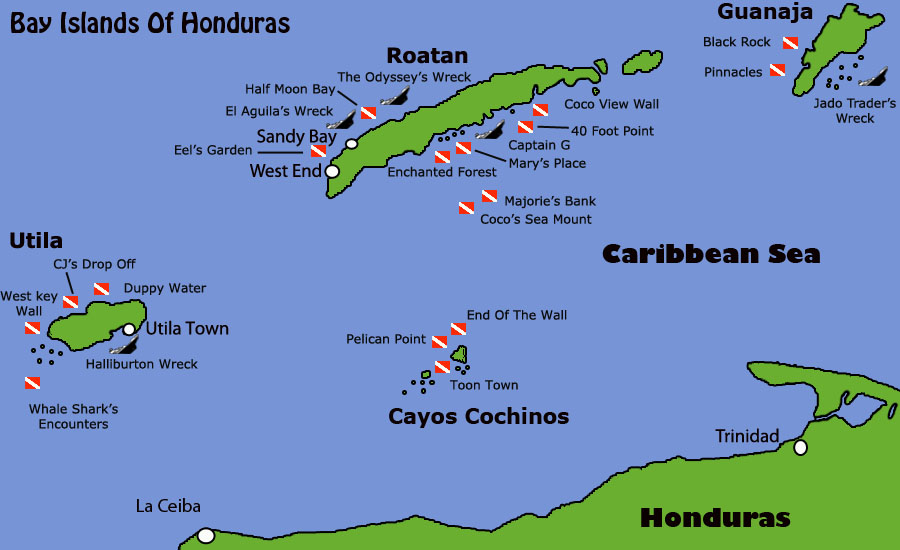 Bay Islands Of Honduras
Guanaja
Black Rock
Pinnacles
Jado Trader's
Wreck
Roatan
The Odyssey's Wreck
Half Moon Bay
El Aguila's Wreck
Sandy Bay
Eel's Garden
West End
Coco View Wall
40 Foot Point
Captain G
Mary's Place
Enchanted Forest
Majorie's Bank
Coco's Sea Mount
Caribbean Sea
Utila
CJ's Drop Off
Duppy Water
West key
Wall
Utila Town
Halliburton Wreck
Whale Shark's
Encounters
End Of The Wall
Pelican Point
Toon Town
Cayos Cochinos
Trinidad
La Ceiba
Honduras